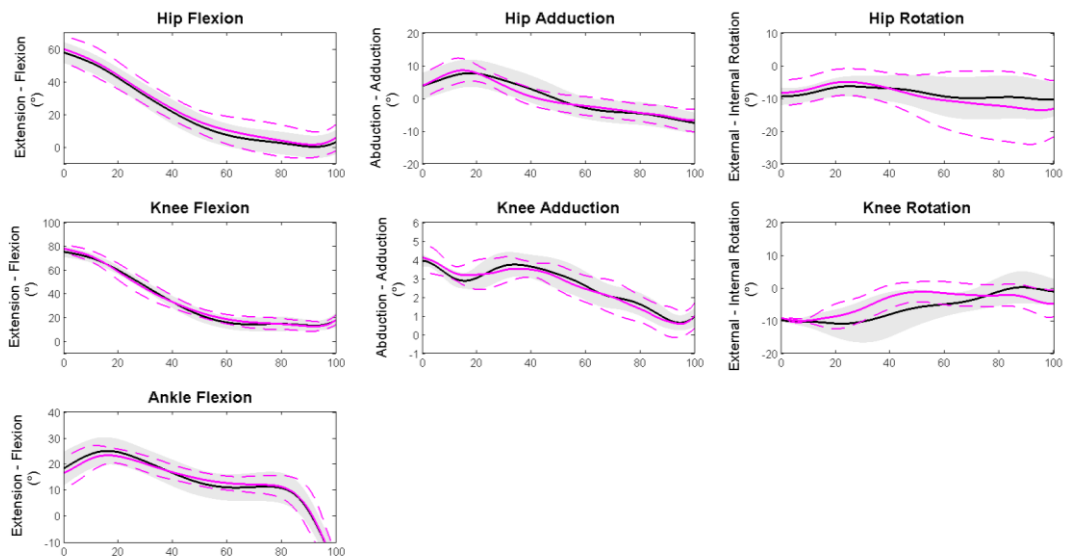 Hip Flexion
Extension - Flexion
(°)
60
40
20
0
0 20 40 60 80 100
Hip Adduction
Abduction - Adduction
(°)
20
10
0
-10
-20
0 20 40 60 80 100
Hip Rotation
External - Internal Rotation
(°)
10
0
-10
-20
-30
0 20 40 60 80 100
Knee Flexion
Extension - Flexion
(°)
100
80
60
40
20
0
0 20 40 60 80 100
Knee Adduction
Abduction - Adduction
(°)
6
5
4
3
2
1
0
-1
0 20 40 60 80 100
Knee Rotation
External - Internal Rotation
(°)
20
10
0
-10
-20
0 20 40 60 80 100
Ankle Flexion
Extension - Flexion
(°)
40
30
20
10
0
-10
0 20 40 60 80 100